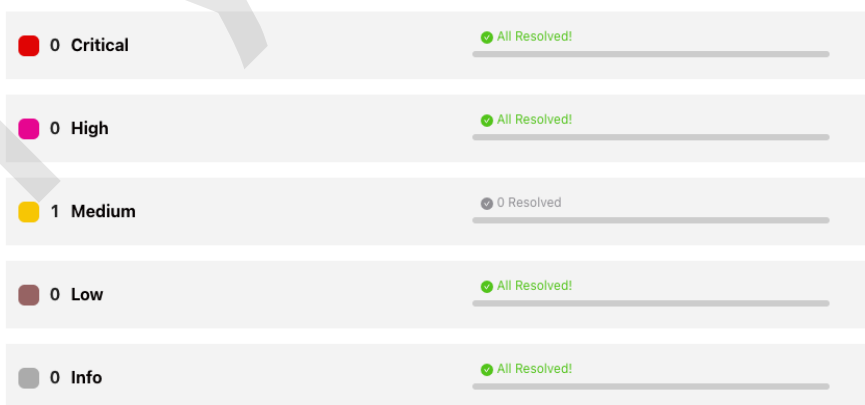 0 Critical
All Resolved!
0 High
All Resolved!
1 Medium
0 Resolved
0 Low
All Resolved!
0 Info
All Resolved!